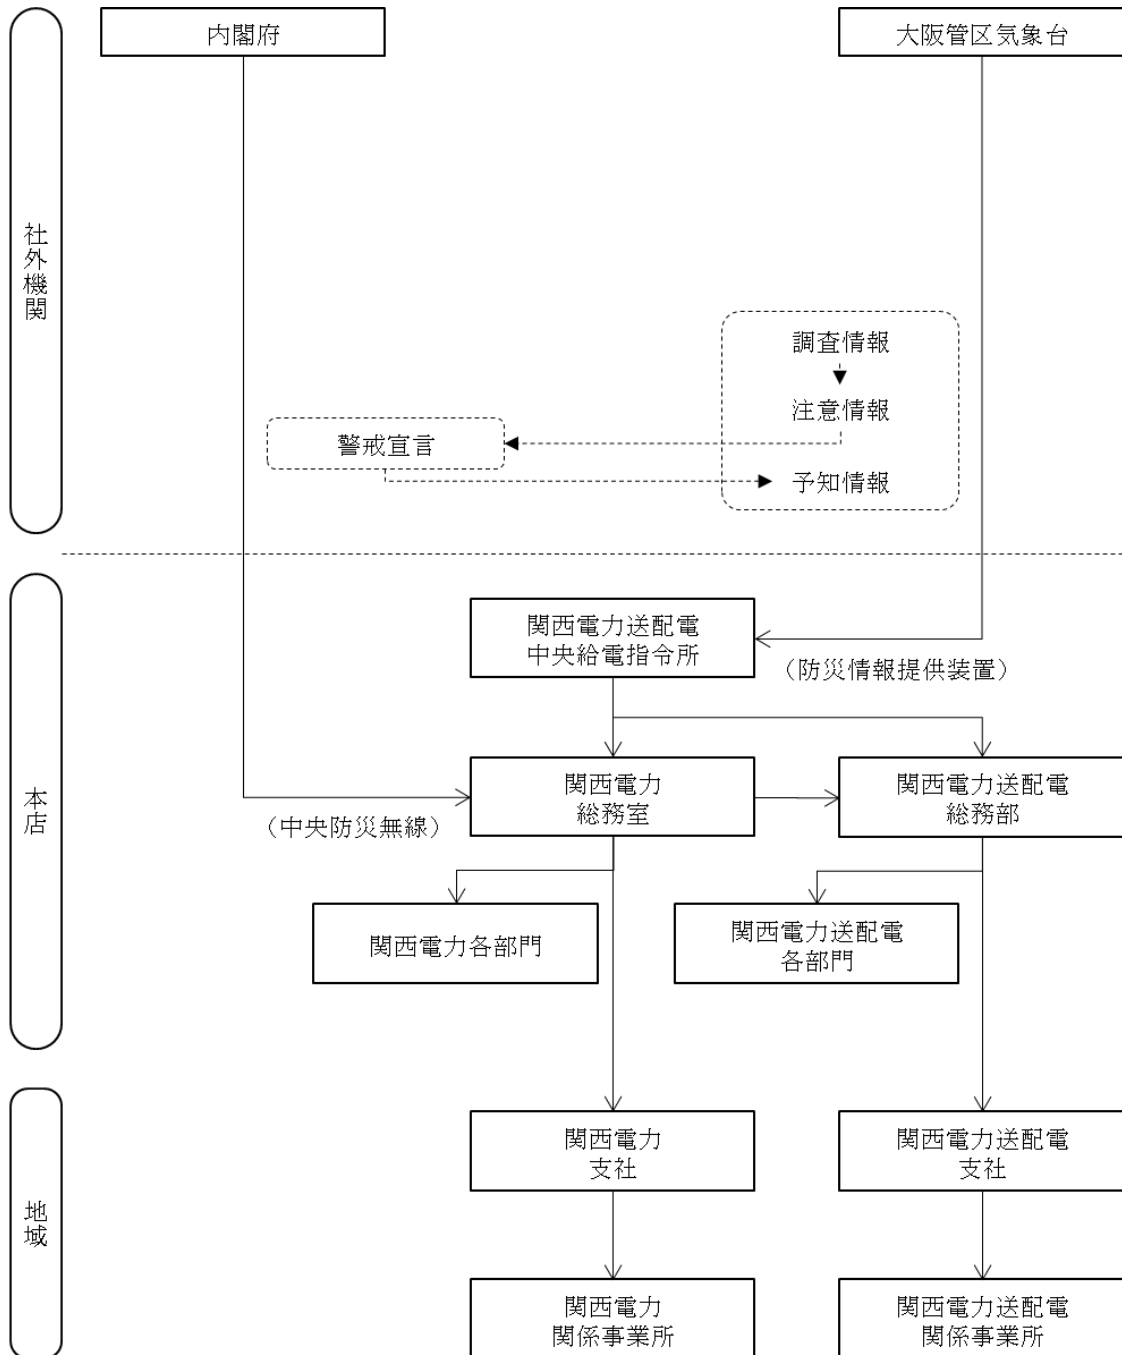 内閣府
大阪管区気象台
社外機関
調査情報
注意情報
警戒宣言
予知情報
本店
関西電力送配電
中央給電指令所
（防災情報提供装置）
関西電力
総務室
関西電力送配電
総務部
（中央防災無線）
関西電力各部門
関西電力送配電
各部門
地域
関西電力
支社
関西電力送配電
支社
関西電力
関係事業所
関西電力送配電
関係事業所